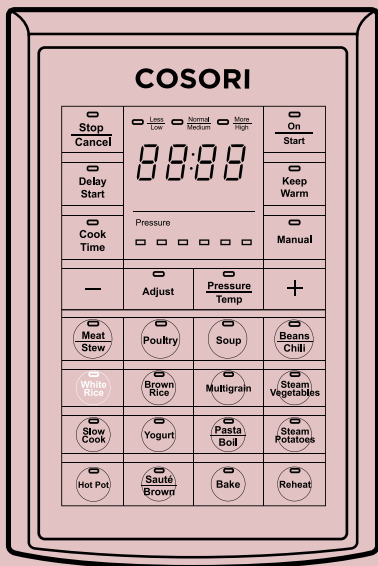 COSORI
Stop
Cancel
Less
Low
Normal
Medium
More
High
On
Start
88:88
Delay
Start
Keep
Warm
Cook
Time
Pressure
Manual
—
Adjust
Pressure
Temp
+
Meat
Stew
Poultry
Soup
Beans
Chili
White
Rice
Brown
Rice
Multigrain
Steam
Vegetables
Slow
Cook
Yogurt
Pasta
Boil
Steam
Potatoes
Hot Pot
Sauté
Brown
Bake
Reheat